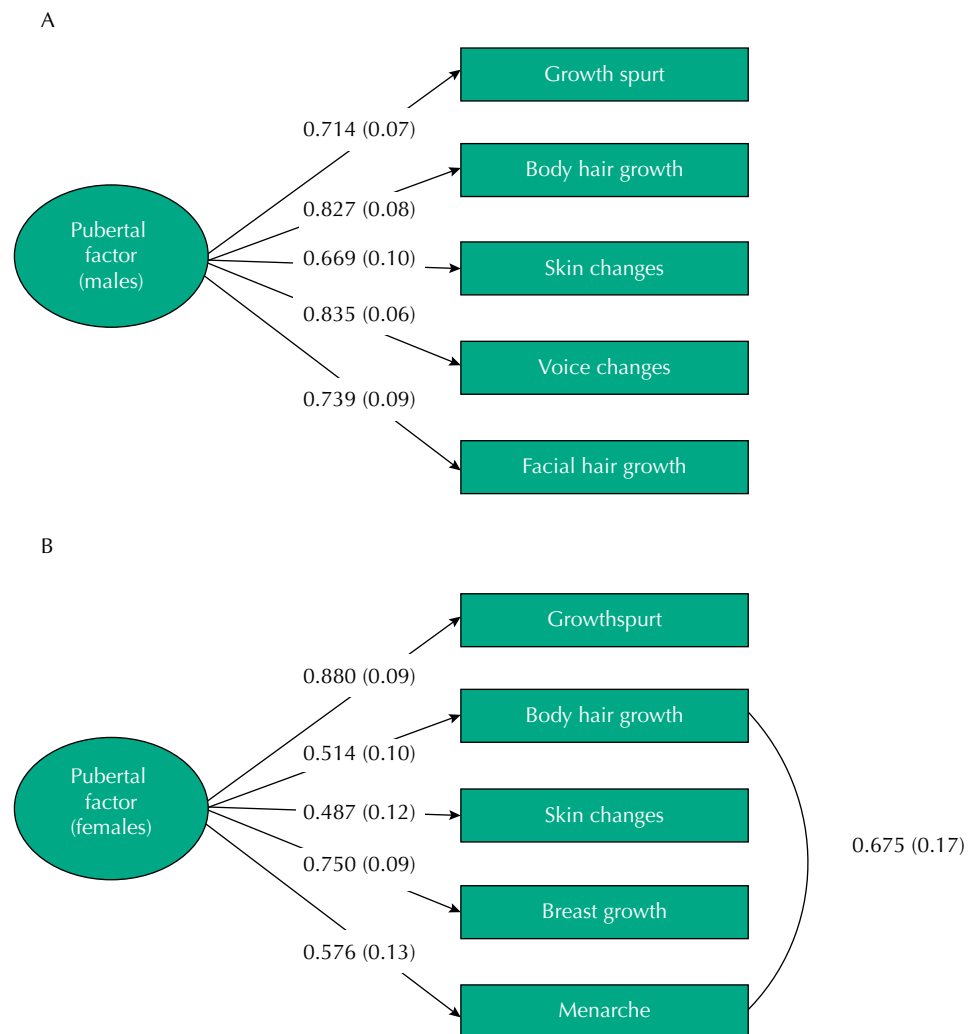 A
Growth spurt
0.714 (0.07)
Body hair growth
0.827 (0.08)
Pubertal
factor
(males)
0.669 (0.10)
Skin changes
0.835 (0.06)
Voice changes
0.739 (0.09)
Facial hair growth
B
Growthspurt
0.880 (0.09)
Body hair growth
0.514 (0.10)
Pubertal
factor
(females)
0.487 (0.12)
Skin changes
0.675 (0.17)
0.750 (0.09)
Breast growth
0.576 (0.13)
Menarche